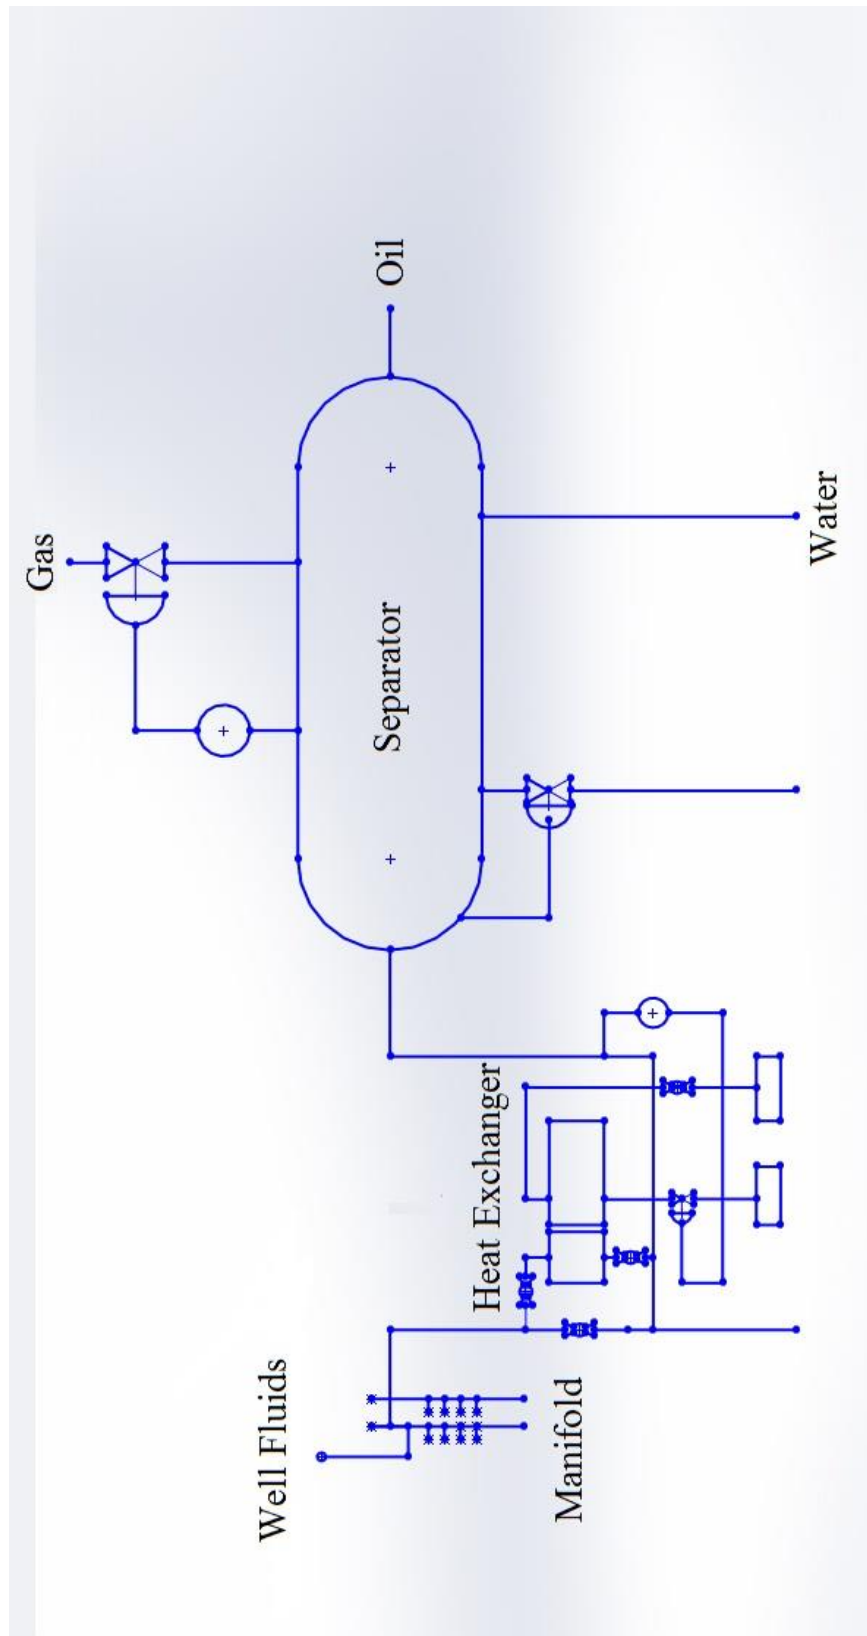 Well Fluids
Manifold
Heat Exchanger
Separator
Gas
Water
Oil